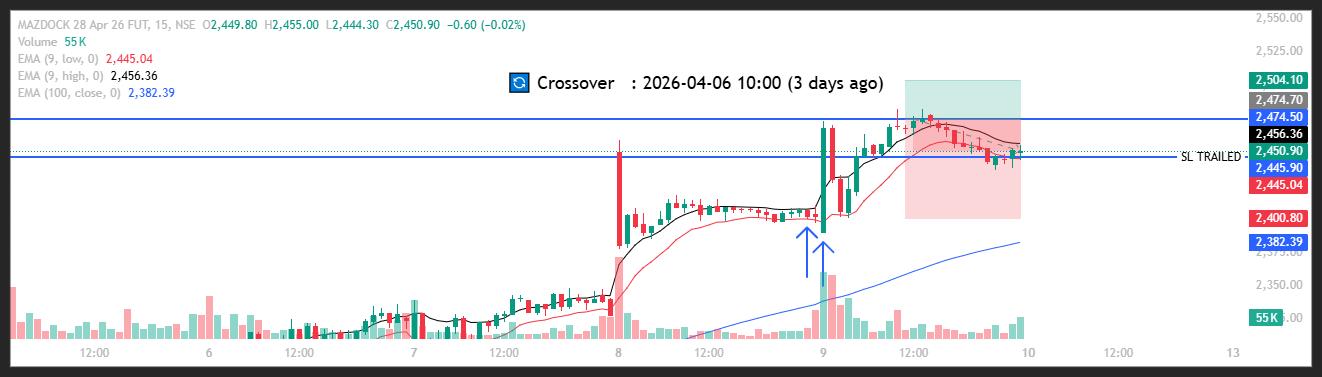 MAZDOCK 28 Apr 26 FUT, 15, NSE O2,449.80 H2,455.00 L2,444.30 C2,450.90 −0.60 (−0.02%)
Volume 55 K
EMA (9, low, 0) 2,445.04
EMA (9, high, 0) 2,456.36
EMA (100, close, 0) 2,382.39
Crossover : 2026-04-06 10:00 (3 days ago)
SL TRAILED
2,550.00
2,525.00
2,504.10
2,474.70
2,474.50
2,456.36
2,450.90
2,445.90
2,445.04
2,400.80
2,382.39
2,350.00
55 K
12:00 6 12:00 7 12:00 8 12:00 9 12:00 10 12:00 13